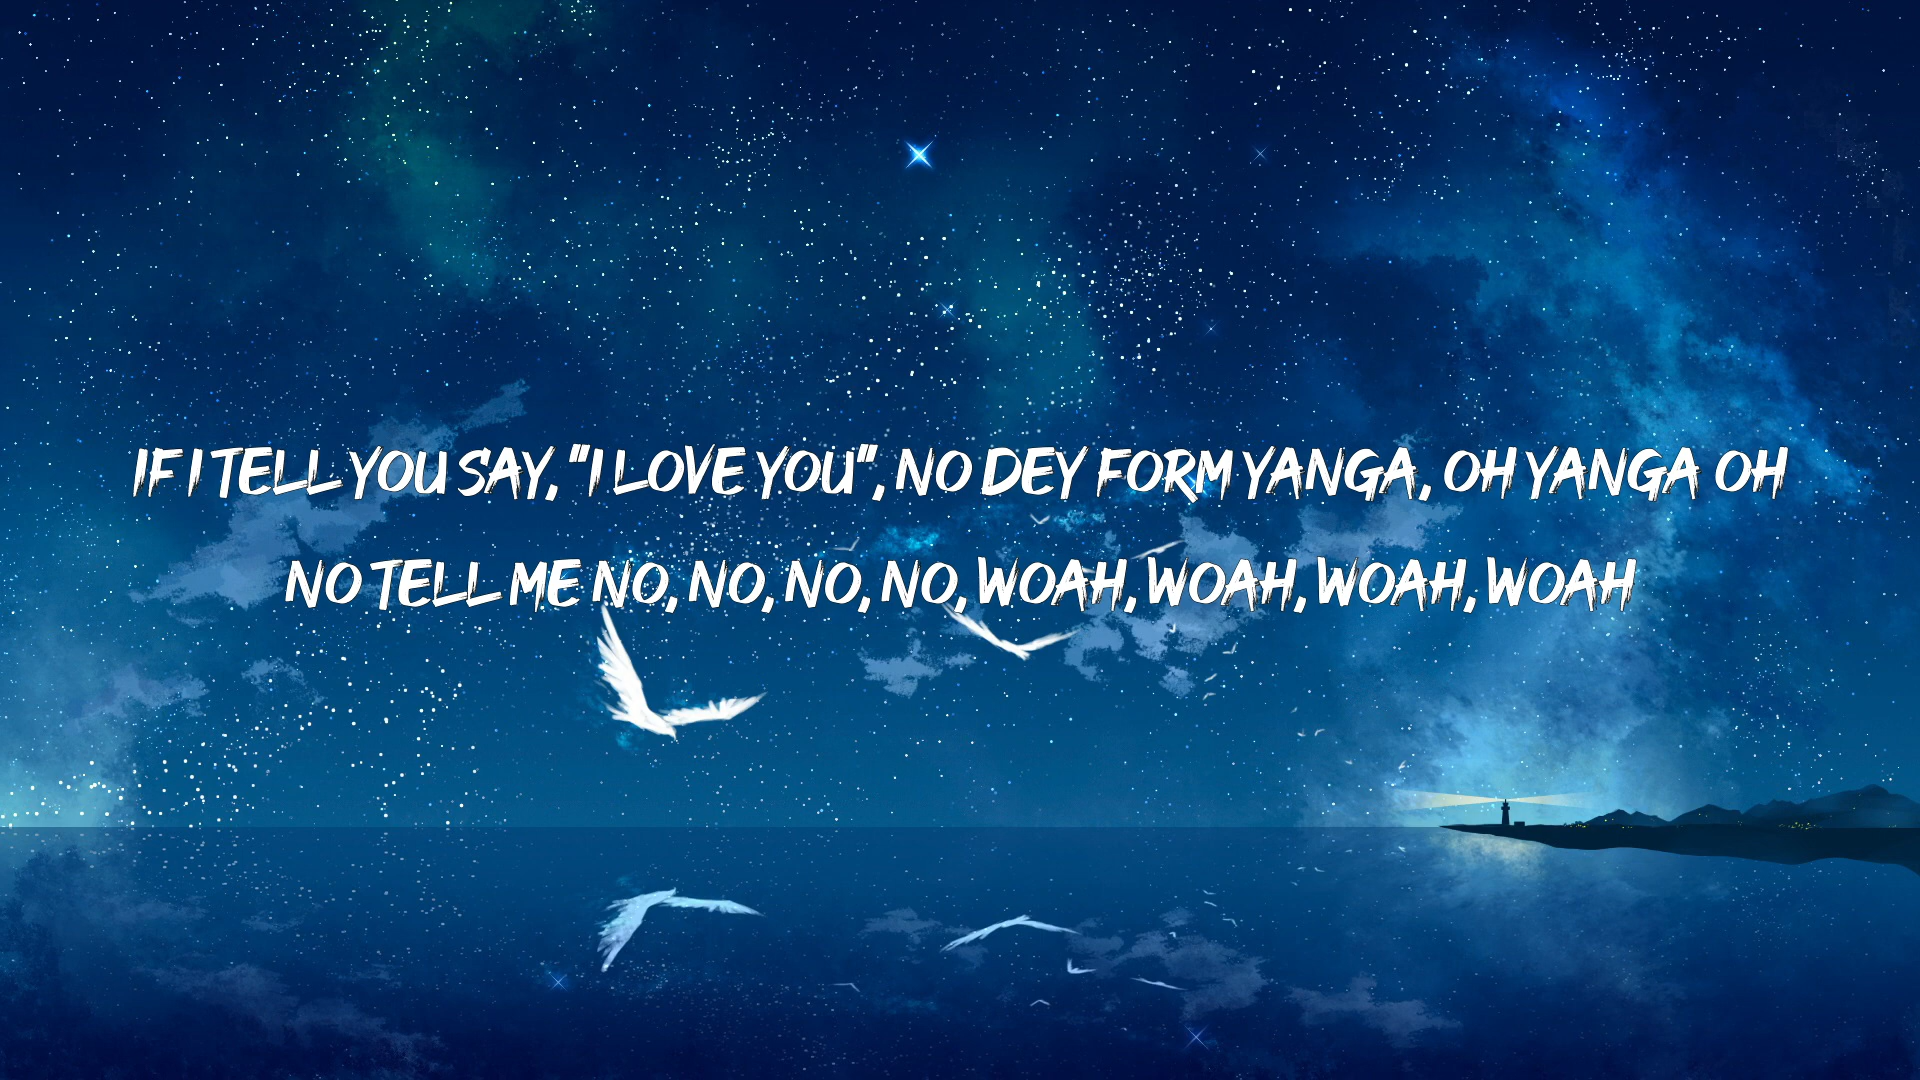 IF I TELL YOU SAY, "I LOVE YOU", NO DEY FORM YANGA, OH YANGA OH
NO TELL ME NO, NO, NO, NO, WOAH, WOAH, WOAH, WOAH